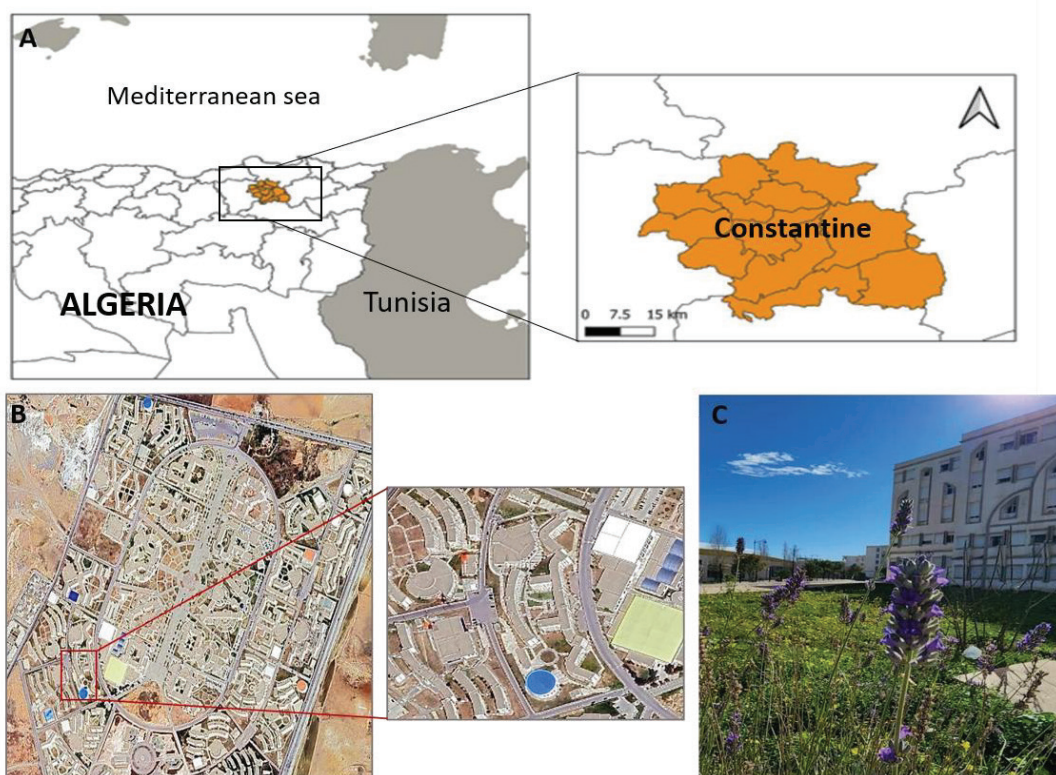 A
Mediterranean sea
ALGERIA
Tunisia
Constantine
0 7.5 15 km
B
C